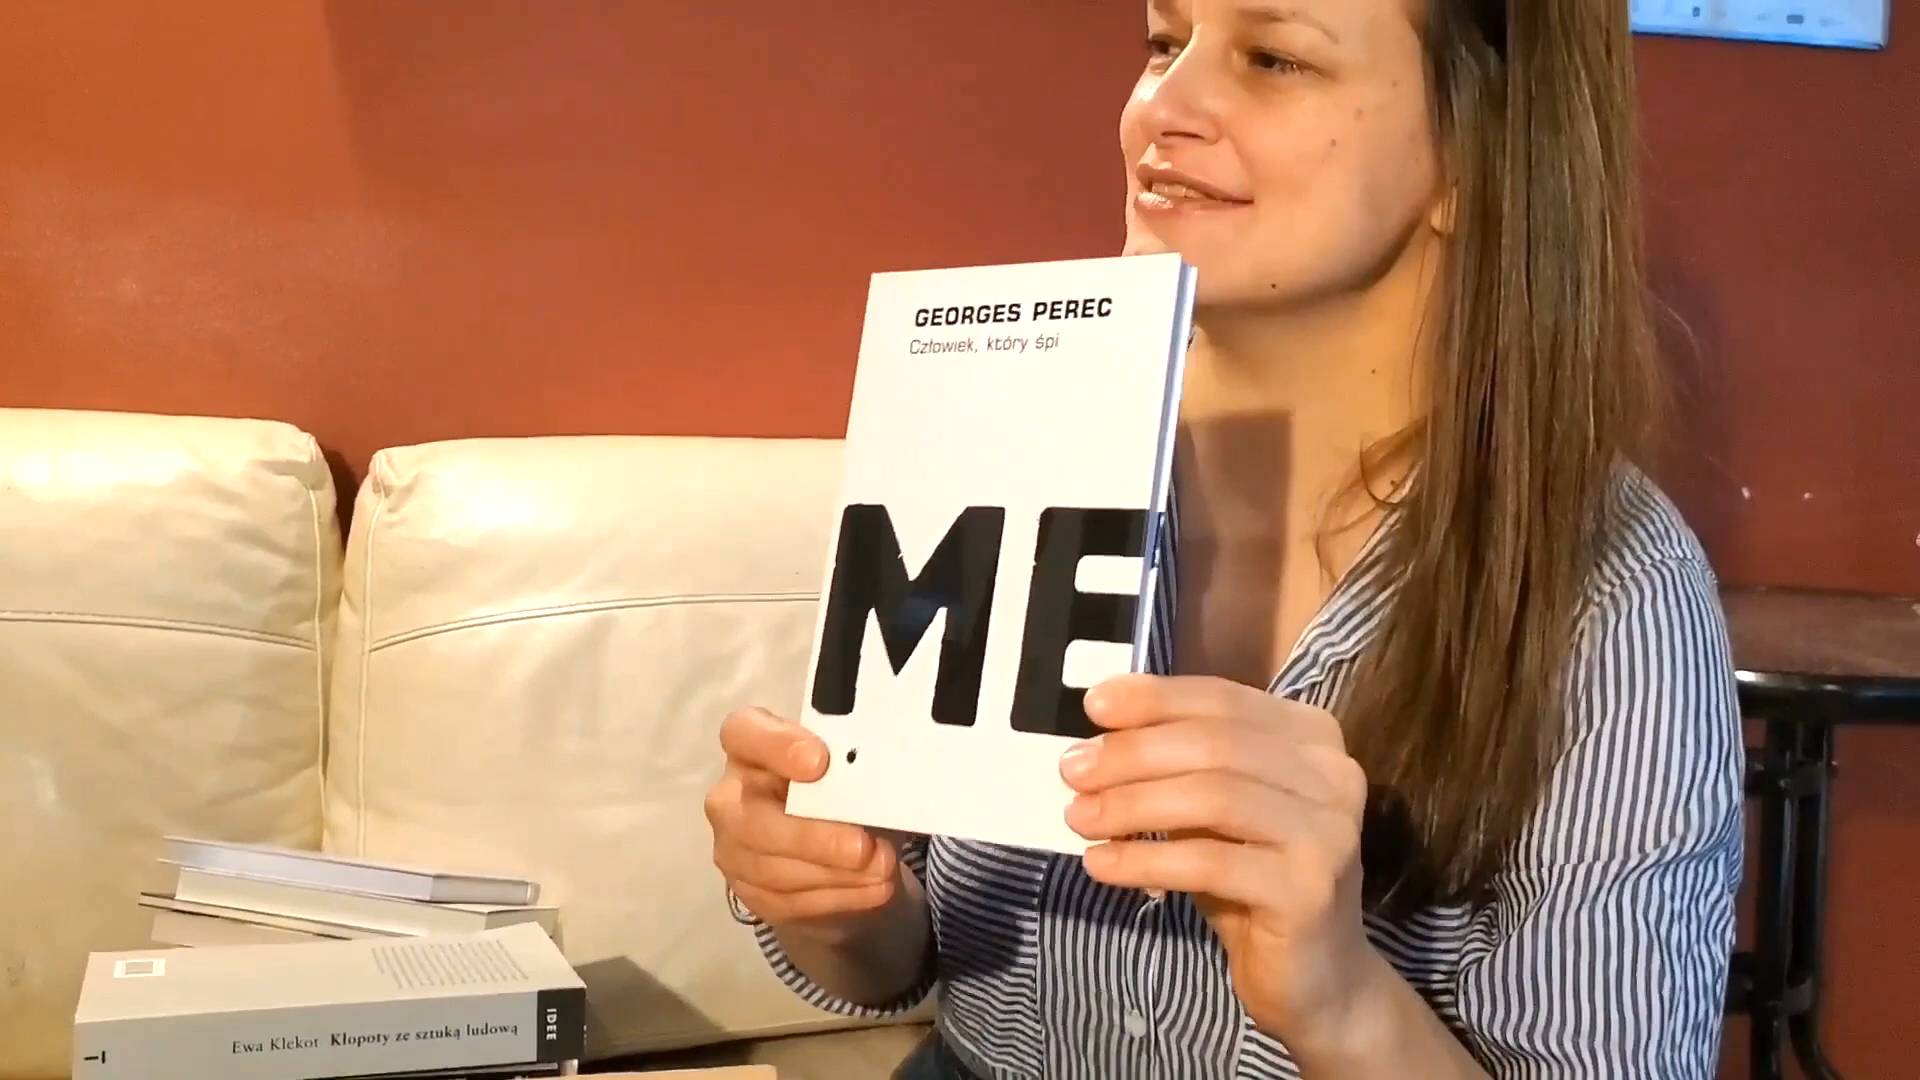 GEORGES PEREC
Człowiek, który śpi
ME
Ewa Klekot Kłopoty ze sztuką ludową
IDEE